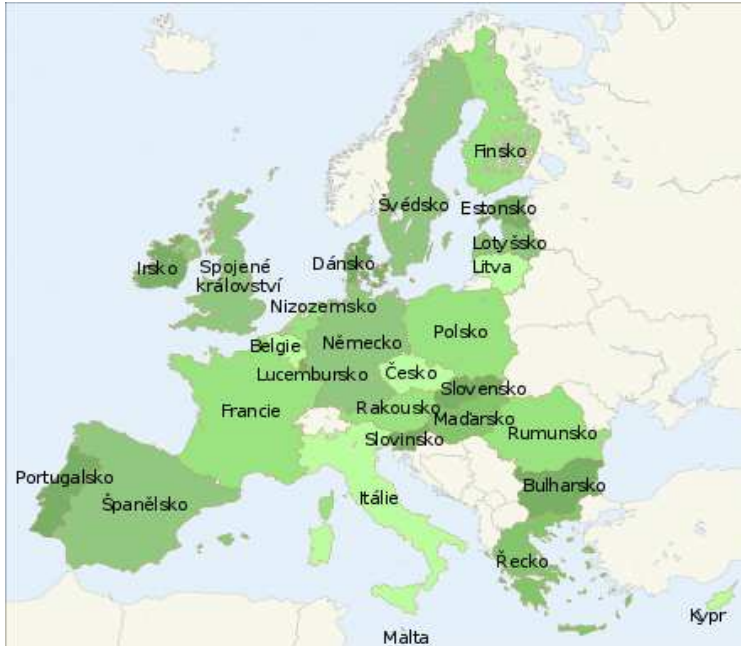 Finsko
Švédsko
Estonsko
Lotyšsko
Irsko
Spojené
království
Dánsko
Litva
Nizozemsko
Polsko
Belgie
Německo
Lucembursko
Česko
Slovensko
Francie
Rakousko
Maďarsko
Rumunsko
Slovinsko
Portugalsko
Španělsko
Itálie
Bulharsko
Řecko
Kypr
Malta